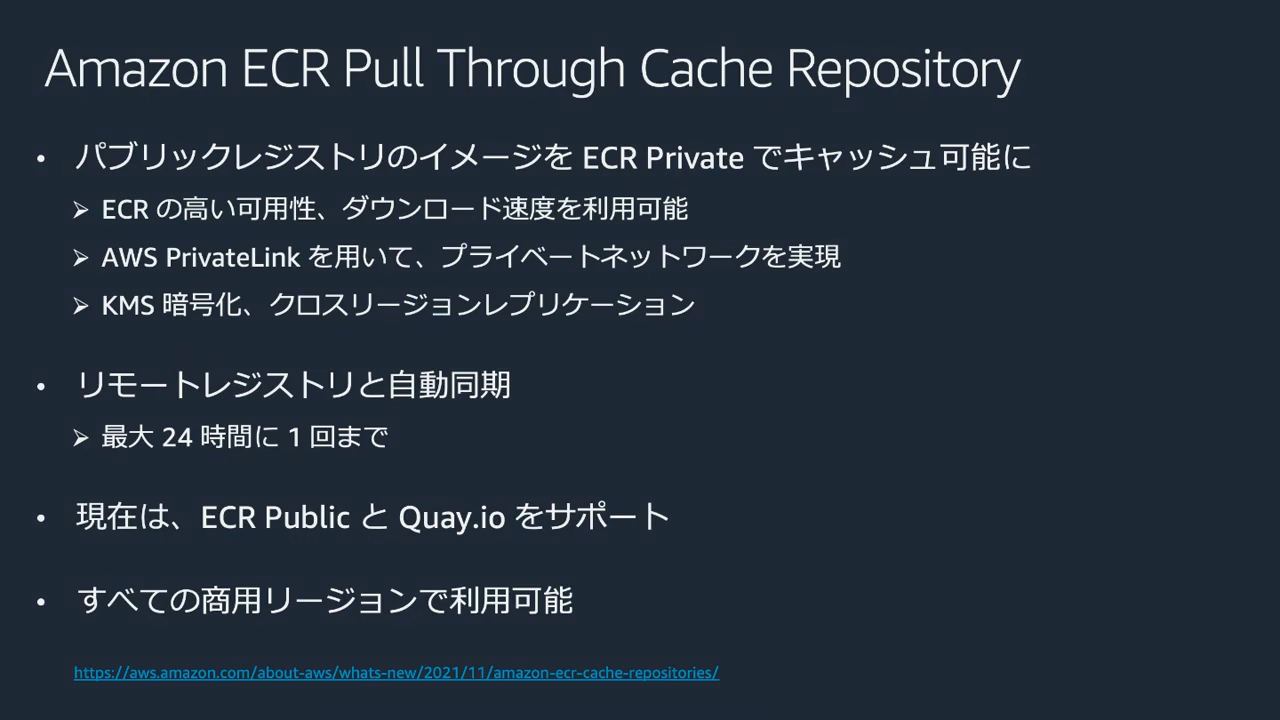 Amazon ECR Pull Through Cache Repository
• パブリックレジストリのイメージを ECR Private でキャッシュ可能に
➢ ECR の高い可用性、ダウンロード速度を利用可能
➢ AWS PrivateLink を用いて、プライベートネットワークを実現
➢ KMS 暗号化、クロスリージョンレプリケーション
• リモートレジストリと自動同期
➢ 最大 24 時間に 1 回まで
• 現在は、ECR Public と Quay.io をサポート
• すべての商用リージョンで利用可能
https://aws.amazon.com/about-aws/whats-new/2021/11/amazon-ecr-cache-repositories/